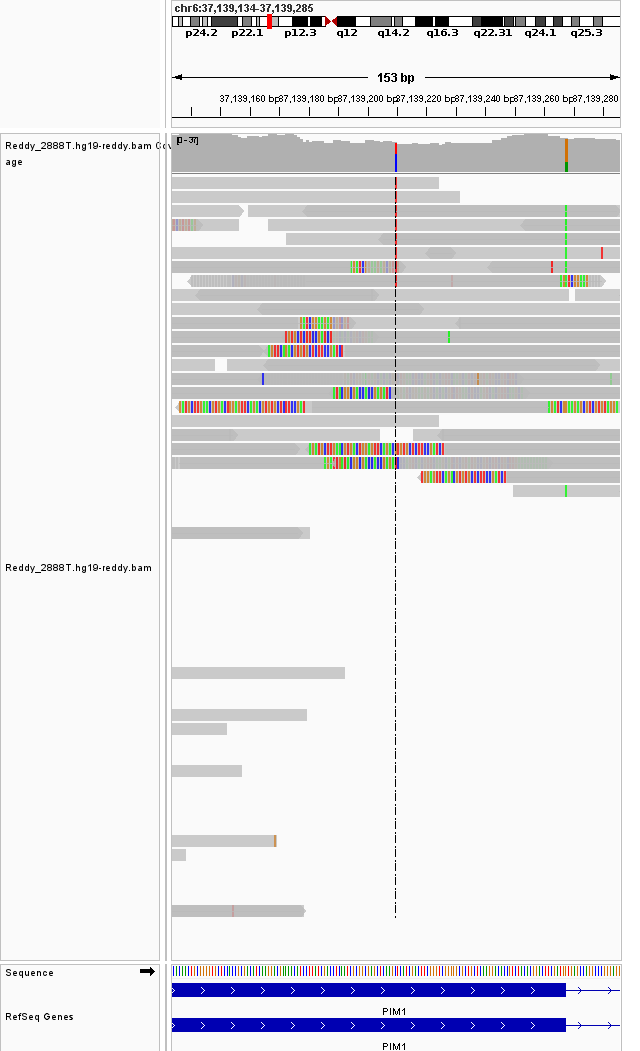 chr6:37,139,134-37,139,285
p24.2 p22.1 p12.3 q12 q14.2 q16.3 q22.31 q24.1 q25.3
153 bp
37,139,160 bp 37,139,180 bp 37,139,200 bp 37,139,220 bp 37,139,240 bp 37,139,260 bp 37,139,280
Reddy_2888T.hg19-reddy.bam Cov
age
[0 - 37]
Reddy_2888T.hg19-reddy.bam
Sequence
RefSeq Genes
PIM1
PIM1